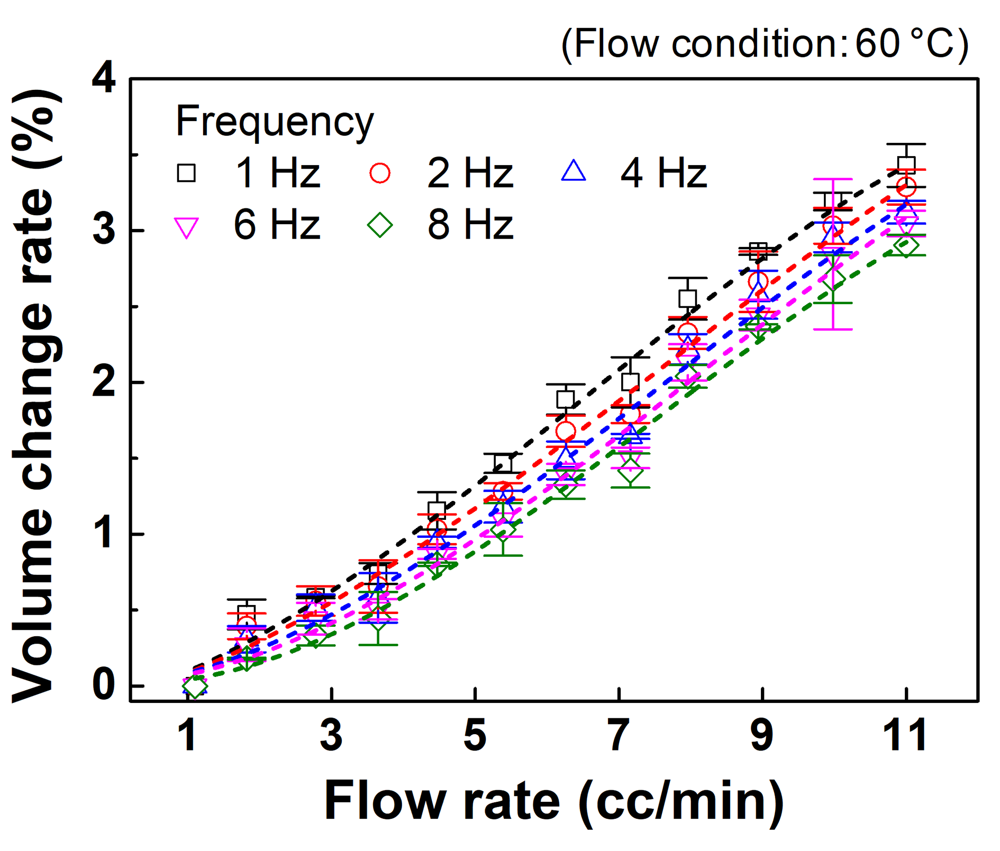 (Flow condition: 60 °C)
Volume change rate (%)
4
3
2
1
0
Frequency
1 Hz 2 Hz 4 Hz
6 Hz 8 Hz
1 3 5 7 9 11
Flow rate (cc/min)